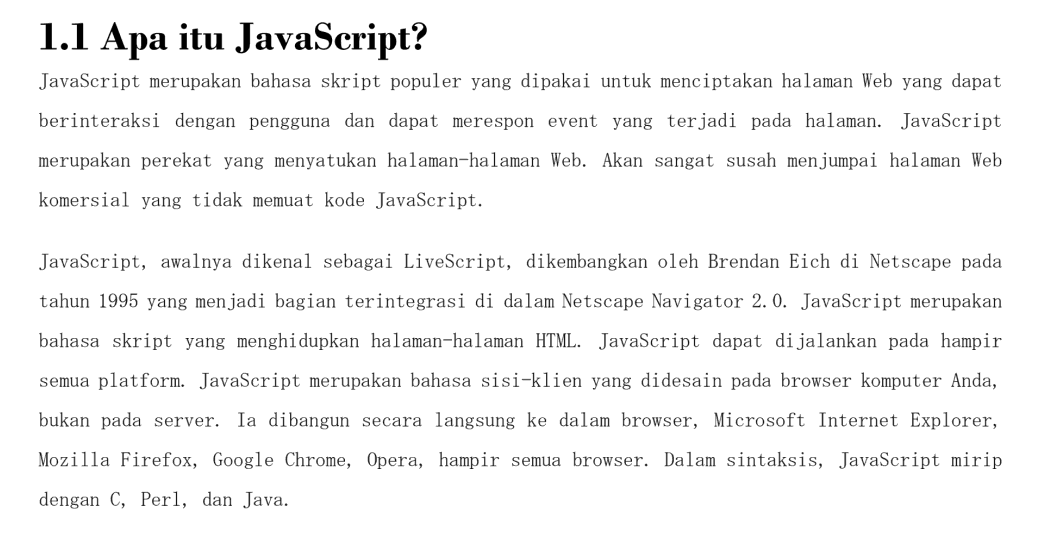 1.1 Apa itu JavaScript?
JavaScript merupakan bahasa skript populer yang dipakai untuk menciptakan halaman Web yang dapat
berinteraksi dengan pengguna dan dapat merespon event yang terjadi pada halaman. JavaScript
merupakan perekat yang menyatukan halaman-halaman Web. Akan sangat susah menjumpai halaman Web
komersial yang tidak memuat kode JavaScript.
JavaScript, awalnya dikenal sebagai LiveScript, dikembangkan oleh Brendan Eich di Netscape pada
tahun 1995 yang menjadi bagian terintegrasi di dalam Netscape Navigator 2.0. JavaScript merupakan
bahasa skript yang menghidupkan halaman-halaman HTML. JavaScript dapat dijalankan pada hampir
semua platform. JavaScript merupakan bahasa sisi-klien yang didesain pada browser komputer Anda,
bukan pada server. Ia dibangun secara langsung ke dalam browser, Microsoft Internet Explorer,
Mozilla Firefox, Google Chrome, Opera, hampir semua browser. Dalam sintaksis, JavaScript mirip
dengan C, Perl, dan Java.